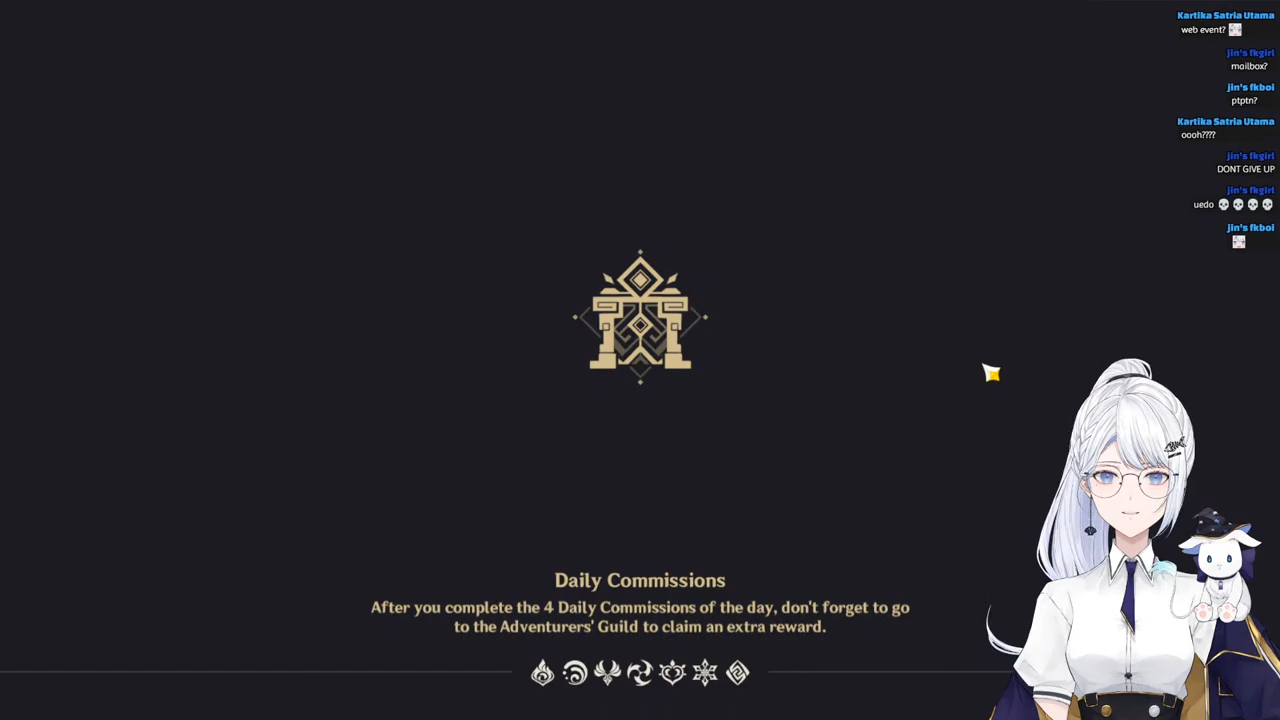 Kartika Satria Utama
web event?
jin's fkgirl
mailbox?
jin's fkboi
ptptn?
Kartika Satria Utama
oooh????
jin's fkgirl
DONT GIVE UP
jin's fkgirl
uedo 💀💀💀💀
jin's fkboi
Daily Commissions
After you complete the 4 Daily Commissions of the day, don't forget to go
to the Adventurers' Guild to claim an extra reward.